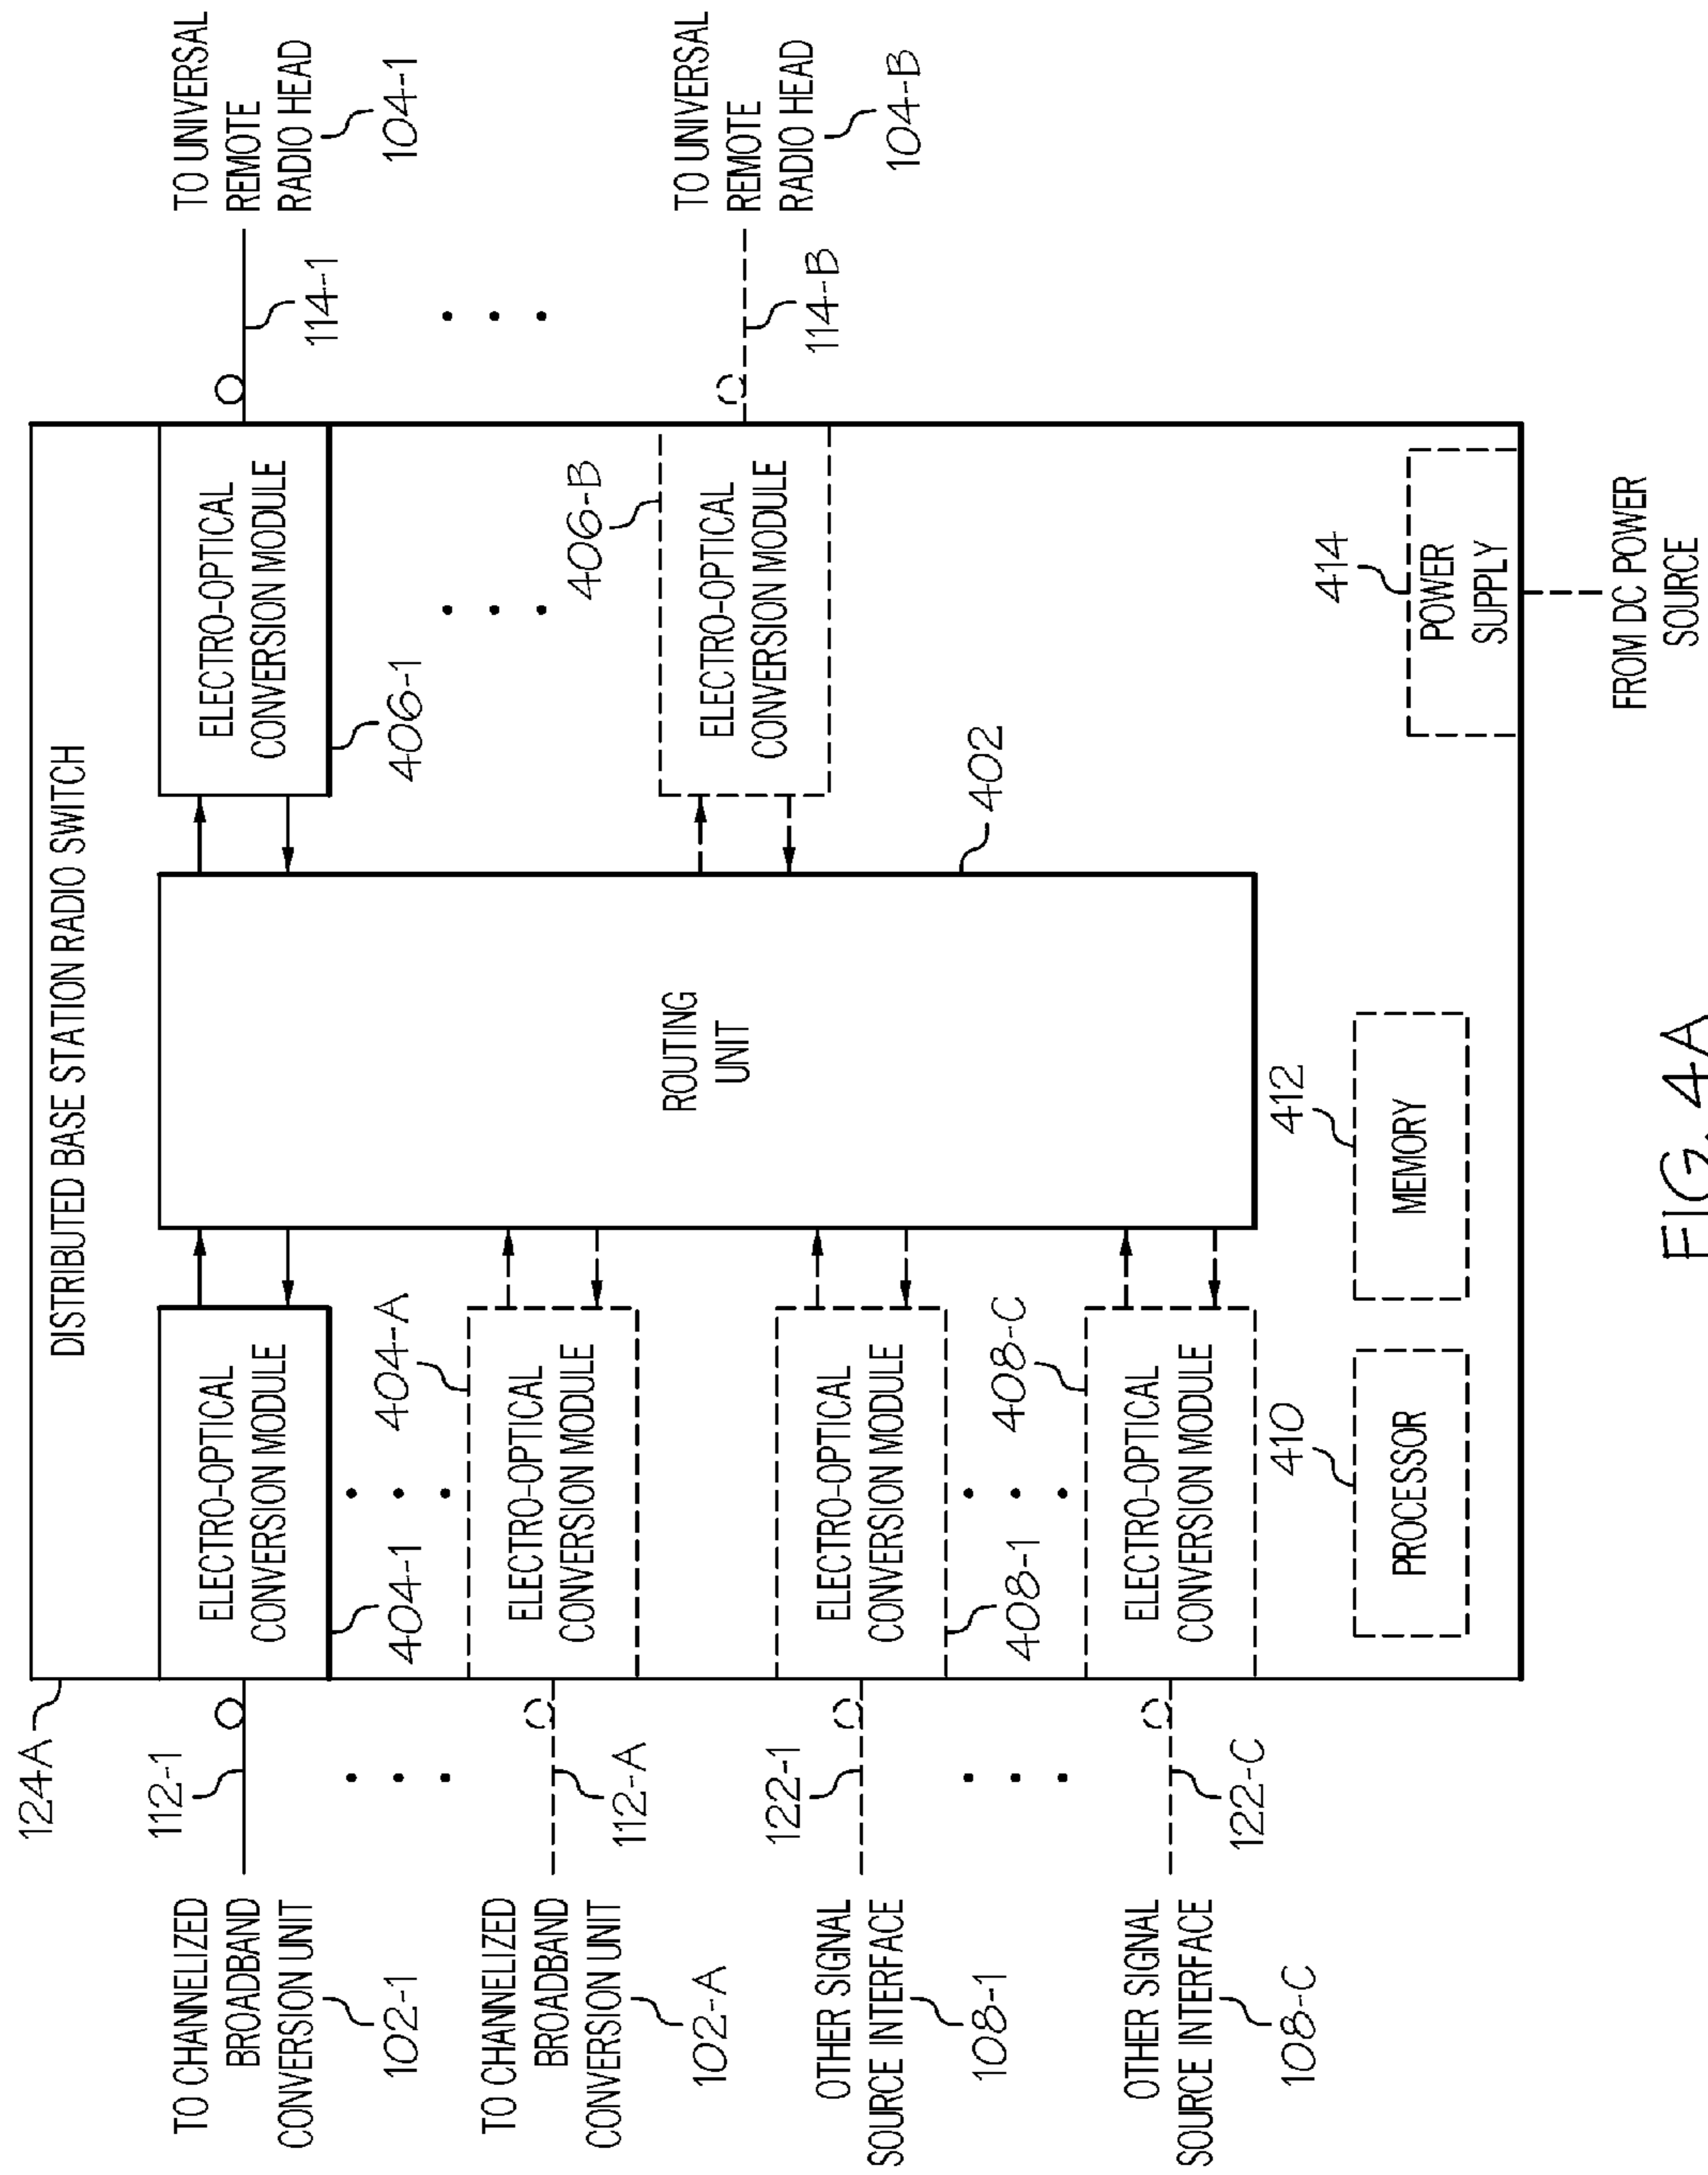 DISTRIBUTED BASE STATION RADIO SWITCH
124A
TO CHANNELIZED
BROADBAND
CONVERSION UNIT
102-1
112-1
ELECTRO-OPTICAL
CONVERSION MODULE
404-1
TO CHANNELIZED
BROADBAND
CONVERSION UNIT
102-A
112-A
404-A
ELECTRO-OPTICAL
CONVERSION MODULE
OTHER SIGNAL
SOURCE INTERFACE
108-1
122-1
ELECTRO-OPTICAL
CONVERSION MODULE
408-1
OTHER SIGNAL
SOURCE INTERFACE
108-C
122-C
408-C
ELECTRO-OPTICAL
CONVERSION MODULE
ROUTING
UNIT
402
ELECTRO-OPTICAL
CONVERSION MODULE
406-1
114-1
TO UNIVERSAL
REMOTE
RADIO HEAD
104-1
406-B
ELECTRO-OPTICAL
CONVERSION MODULE
114-B
TO UNIVERSAL
REMOTE
RADIO HEAD
104-B
410
PROCESSOR
412
MEMORY
414
POWER
SUPPLY
FROM DC POWER
SOURCE
FIG. 4A